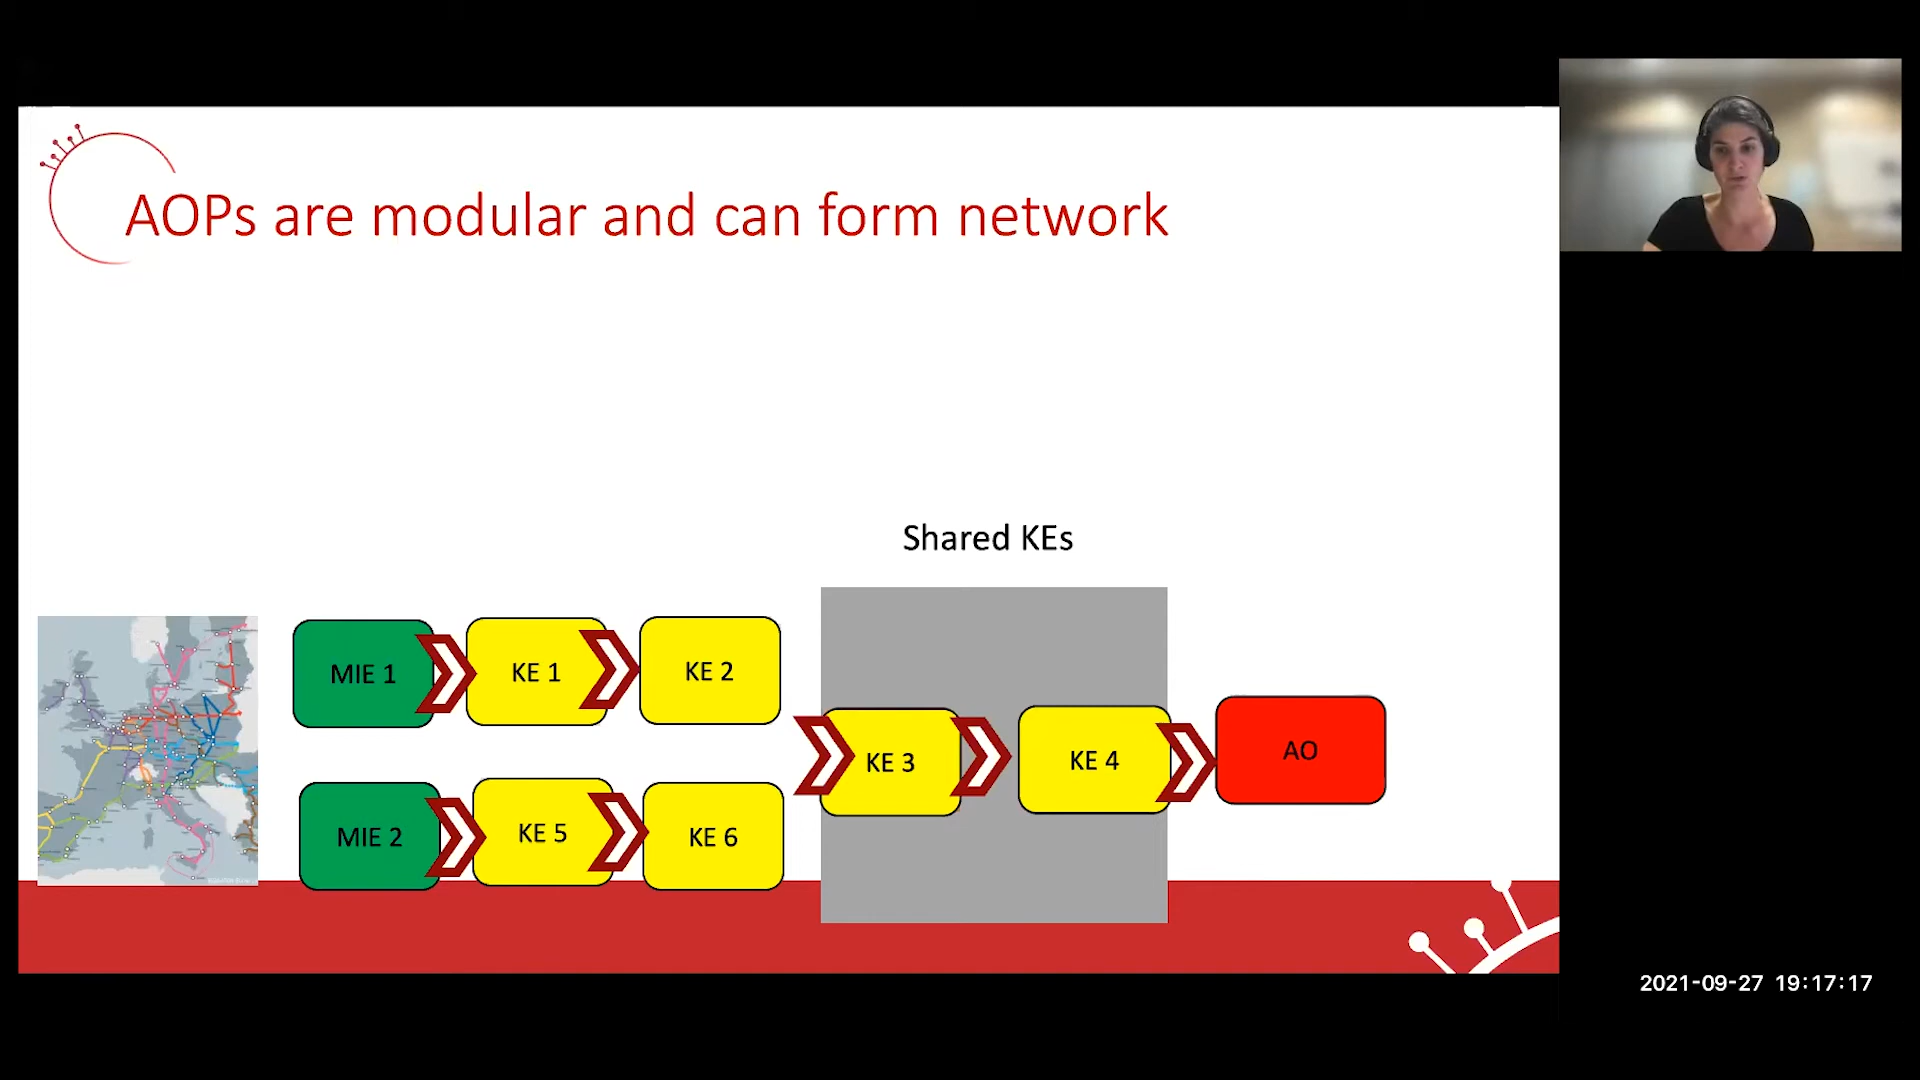 AOPs are modular and can form network
Shared KEs
MIE 1
KE 1
KE 2
KE 3
KE 4
AO
MIE 2
KE 5
KE 6
2021-09-27 19:17:17